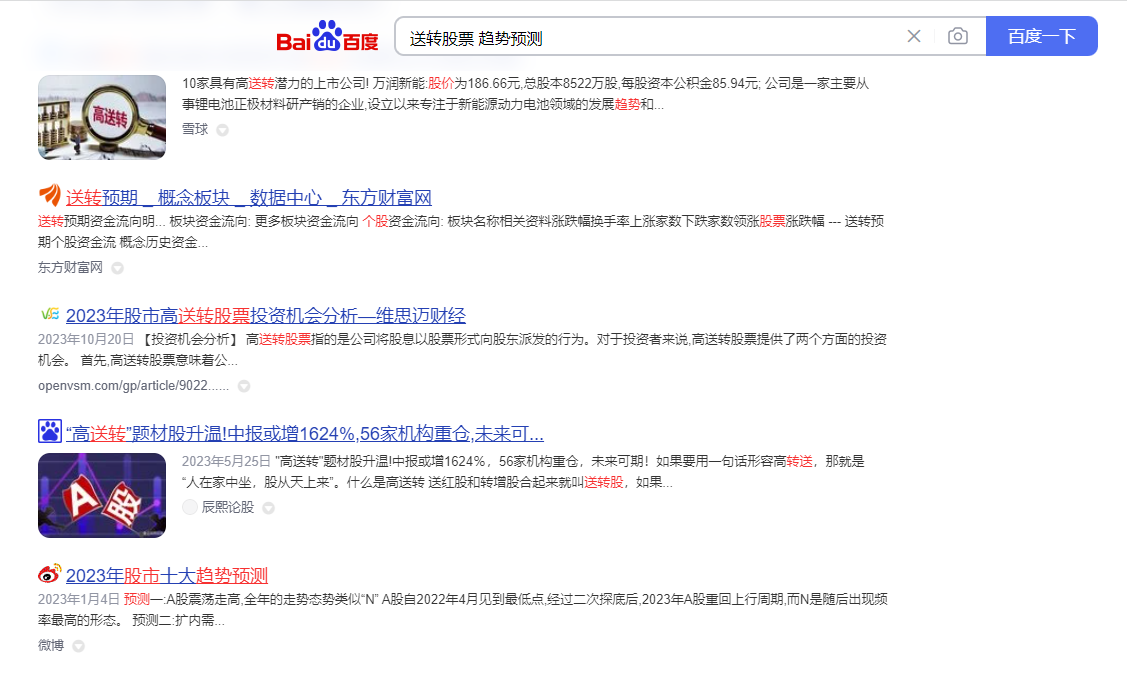 Bai du 百度
送转股票 趋势预测
百度一下
高送转
10家具有高送转潜力的上市公司! 万润新能:股价为186.66元,总股本8522万股,每股资本公积金85.94元; 公司是一家主要从
事锂电池正极材料研产销的企业,设立以来专注于新能源动力电池领域的发展趋势和...
雪球
送转预期 _ 概念板块 _ 数据中心 _ 东方财富网
送转预期资金流向明... 板块资金流向: 更多板块资金流向 个股资金流向: 板块名称相关资料涨跌幅换手率上涨家数下跌家数领涨股票涨跌幅 --- 送转预
期个股资金流 概念历史资金...
东方财富网
2023年股市高送转股票投资机会分析—维思迈财经
2023年10月20日 【投资机会分析】 高送转股票指的是公司将股息以股票形式向股东派发的行为。对于投资者来说,高送转股票提供了两个方面的投资
机会。 首先,高送转股票意味着公...
openvsm.com/gp/article/9022......
“高送转”题材股升温!中报或增1624%,56家机构重仓,未来可...
A股
2023年5月25日 "高送转"题材股升温!中报或增1624%，56家机构重仓，未来可期！如果要用一句话形容高转送，那就是
“人在家中坐，股从天上来”。什么是高送转 送红股和转增股合起来就叫送转股，如果...
辰熙论股
2023年股市十大趋势预测
2023年1月4日 预测一:A股震荡走高,全年的走势态势类似“N” A股自2022年4月见到最低点,经过二次探底后,2023年A股重回上行周期,而N是随后出现频
率最高的形态。 预测二:扩内需...
微博